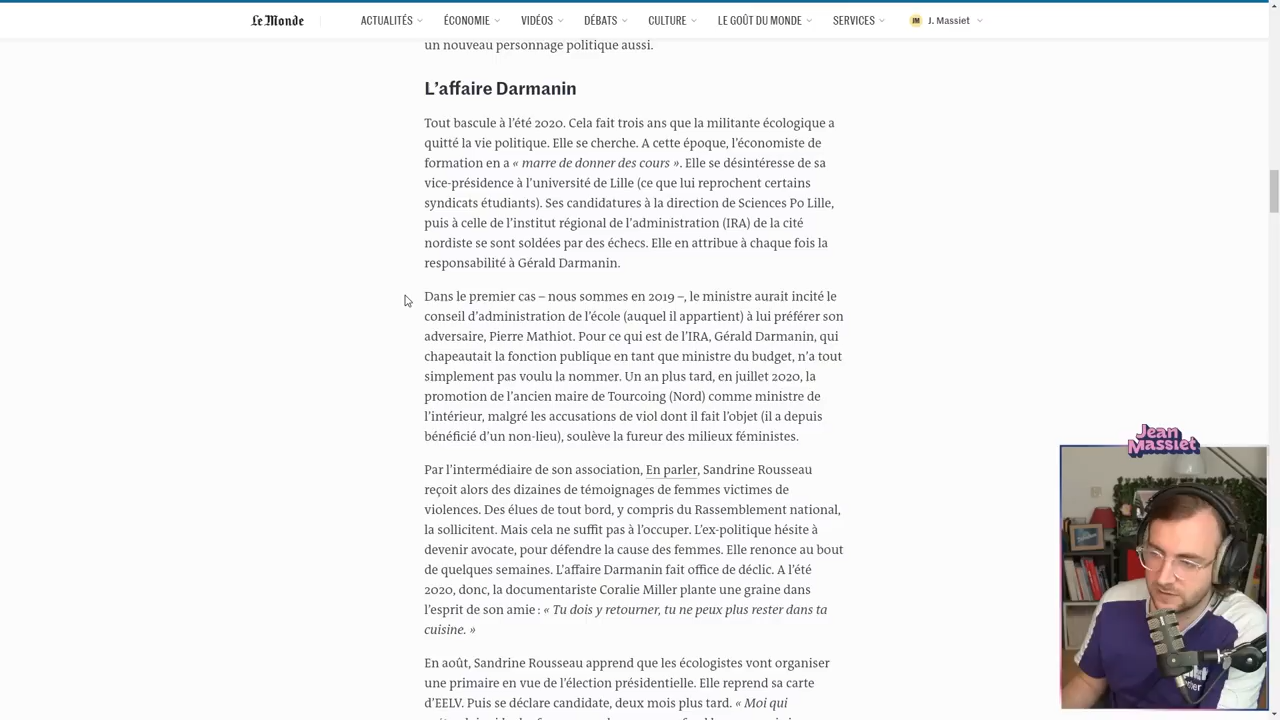 Le Monde
ACTUALITÉS
ÉCONOMIE
VIDÉOS
DÉBATS
CULTURE
LE GOÛT DU MONDE
SERVICES
JM
J. Massiet
un nouveau personnage politique aussi.
L’affaire Darmanin
Tout bascule à l’été 2020. Cela fait trois ans que la militante écologique a
quitté la vie politique. Elle se cherche. A cette époque, l’économiste de
formation en a « marre de donner des cours ». Elle se désintéresse de sa
vice-présidence à l’université de Lille (ce que lui reprochent certains
syndicats étudiants). Ses candidatures à la direction de Sciences Po Lille,
puis à celle de l’institut régional de l’administration (IRA) de la cité
nordiste se sont soldées par des échecs. Elle en attribue à chaque fois la
responsabilité à Gérald Darmanin.
Dans le premier cas – nous sommes en 2019 –, le ministre aurait incité le
conseil d’administration de l’école (auquel il appartient) à lui préférer son
adversaire, Pierre Mathiot. Pour ce qui est de l’IRA, Gérald Darmanin, qui
chapeautait la fonction publique en tant que ministre du budget, n’a tout
simplement pas voulu la nommer. Un an plus tard, en juillet 2020, la
promotion de l’ancien maire de Tourcoing (Nord) comme ministre de
l’intérieur, malgré les accusations de viol dont il fait l’objet (il a depuis
bénéficié d’un non-lieu), soulève la fureur des milieux féministes.
Par l’intermédiaire de son association, En parler, Sandrine Rousseau
reçoit alors des dizaines de témoignages de femmes victimes de
violences. Des élues de tout bord, y compris du Rassemblement national,
la sollicitent. Mais cela ne suffit pas à l’occuper. L’ex-politique hésite à
devenir avocate, pour défendre la cause des femmes. Elle renonce au bout
de quelques semaines. L’affaire Darmanin fait office de déclic. A l’été
2020, donc, la documentariste Coralie Miller plante une graine dans
l’esprit de son amie : « Tu dois y retourner, tu ne peux plus rester dans ta
cuisine. »
En août, Sandrine Rousseau apprend que les écologistes vont organiser
une primaire en vue de l’élection présidentielle. Elle reprend sa carte
d’EELV. Puis se déclare candidate, deux mois plus tard. « Moi qui
Jean
Massiet